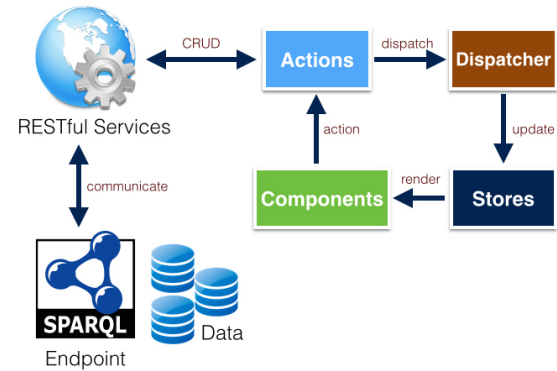 CRUD
Actions
dispatch
Dispatcher
RESTful Services
action
update
communicate
Components
render
Stores
SPARQL
Data
Endpoint